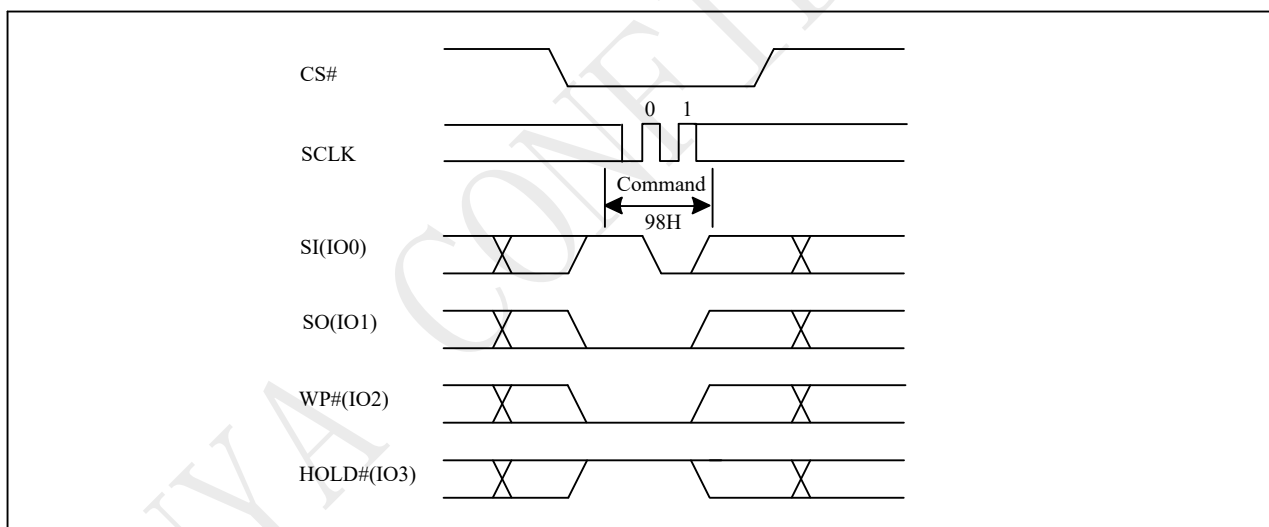 CS#
0 1
SCLK
Command
98H
SI(IO0)
SO(IO1)
WP#(IO2)
HOLD#(IO3)